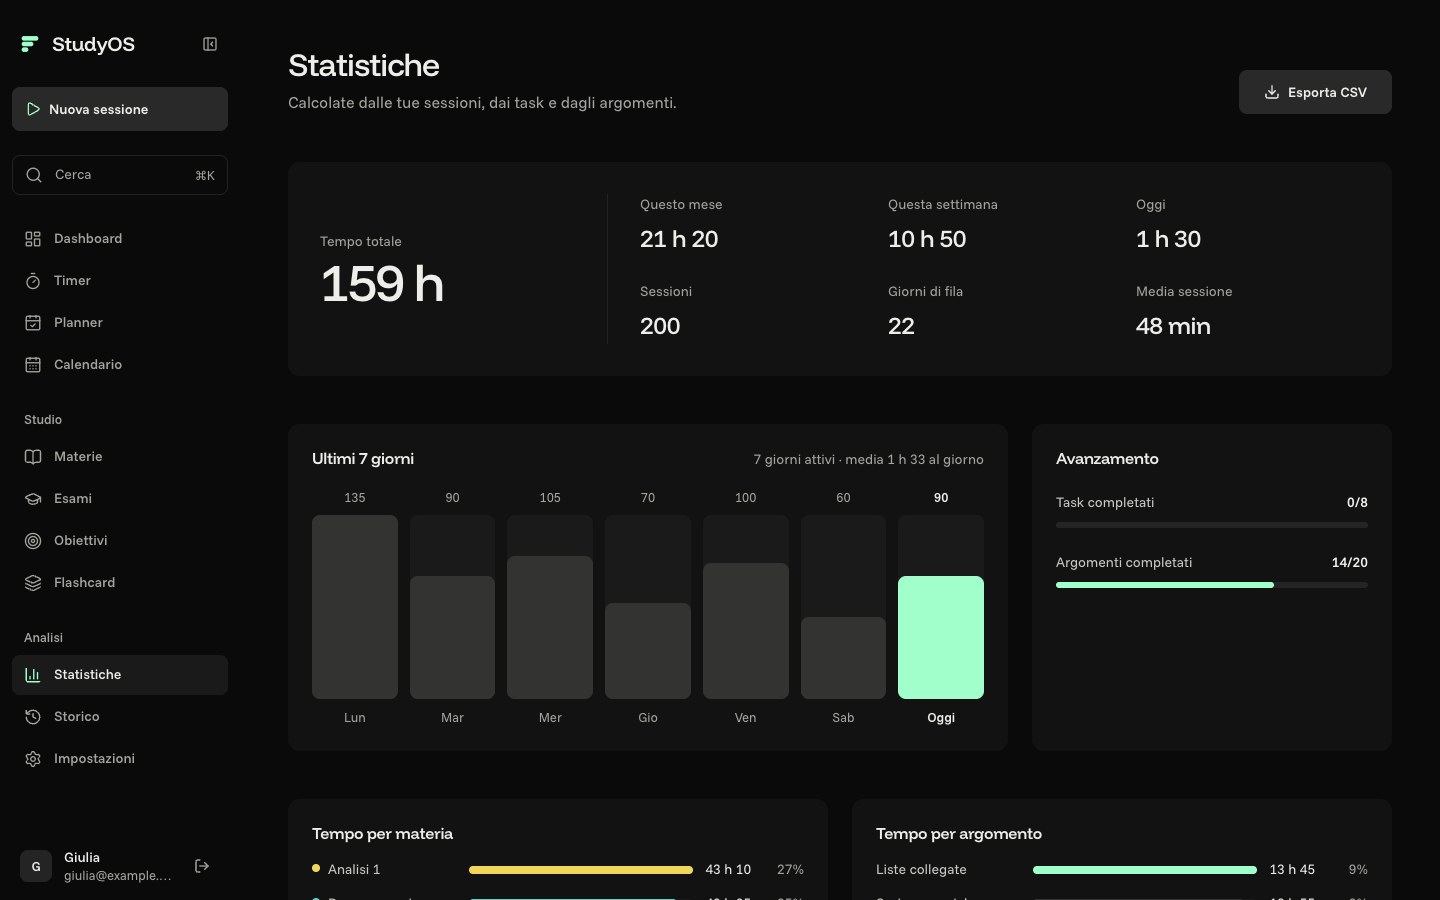 StudyOS
Nuova sessione
Cerca ⌘K
Dashboard
Timer
Planner
Calendario
Studio
Materie
Esami
Obiettivi
Flashcard
Analisi
Statistiche
Storico
Impostazioni
G
Giulia
giulia@example.…
Statistiche
Calcolate dalle tue sessioni, dai task e dagli argomenti.
Esporta CSV
Tempo totale
159 h
Questo mese
21 h 20
Questa settimana
10 h 50
Oggi
1 h 30
Sessioni
200
Giorni di fila
22
Media sessione
48 min
Ultimi 7 giorni
7 giorni attivi · media 1 h 33 al giorno
135 90 105 70 100 60 90
Lun Mar Mer Gio Ven Sab Oggi
Avanzamento
Task completati 0/8
Argomenti completati 14/20
Tempo per materia
Analisi 1 43 h 10 27%
Tempo per argomento
Liste collegate 13 h 45 9%